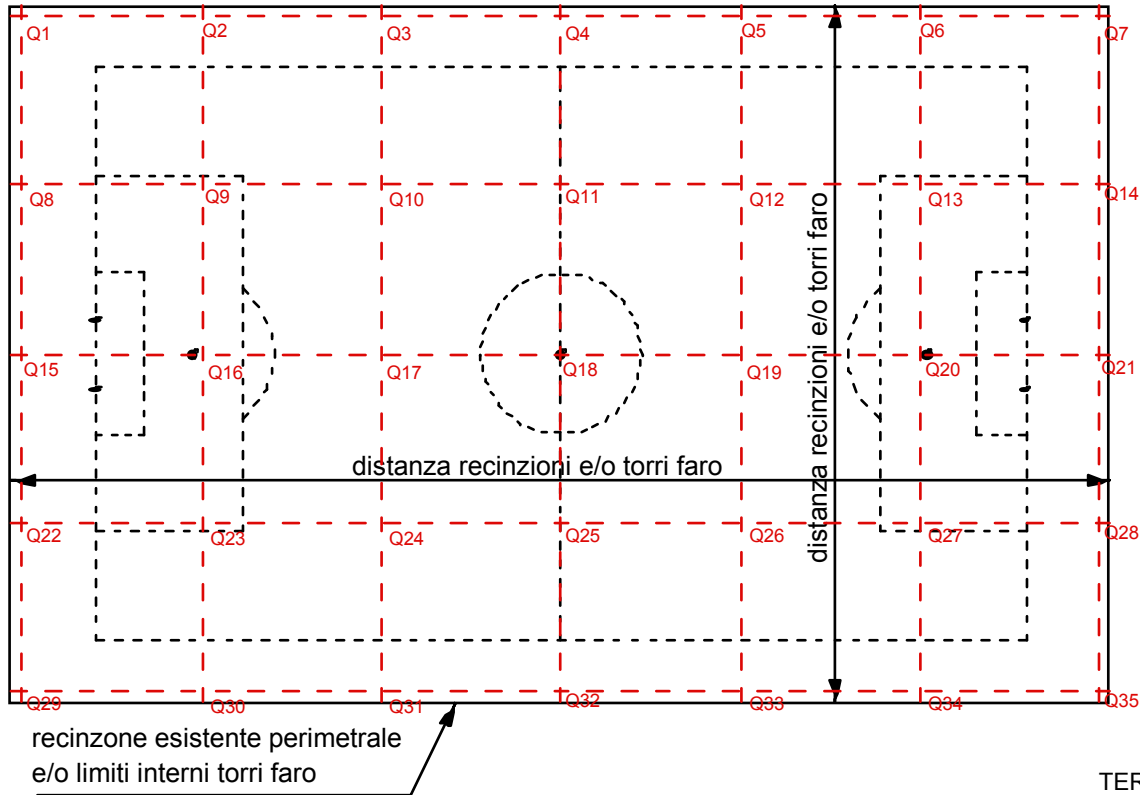 Q1 Q2 Q3 Q4 Q5 Q6 Q7
Q8 Q9 Q10 Q11 Q12 Q13 Q14
distanza recinzioni e/o torri faro
Q15 Q16 Q17 Q18 Q19 Q20 Q21
distanza recinzioni e/o torri faro
Q22 Q23 Q24 Q25 Q26 Q27 Q28
Q29 Q30 Q31 Q32 Q33 Q34 Q35
recinzone esistente perimetrale
e/o limiti interni torri faro
TER